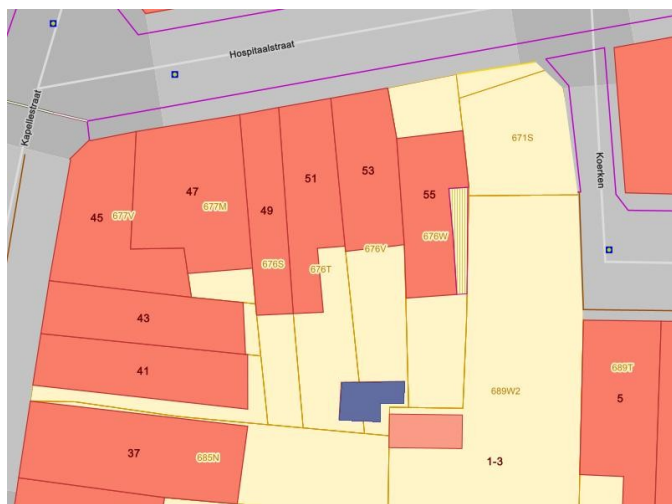 Hospitaalstraat
Kapellestraat
Koerken
671S
47
51
53
677M
55
45
677V
49
676V
676W
676S
676T
43
41
689T
689W2
5
37
685N
1-3